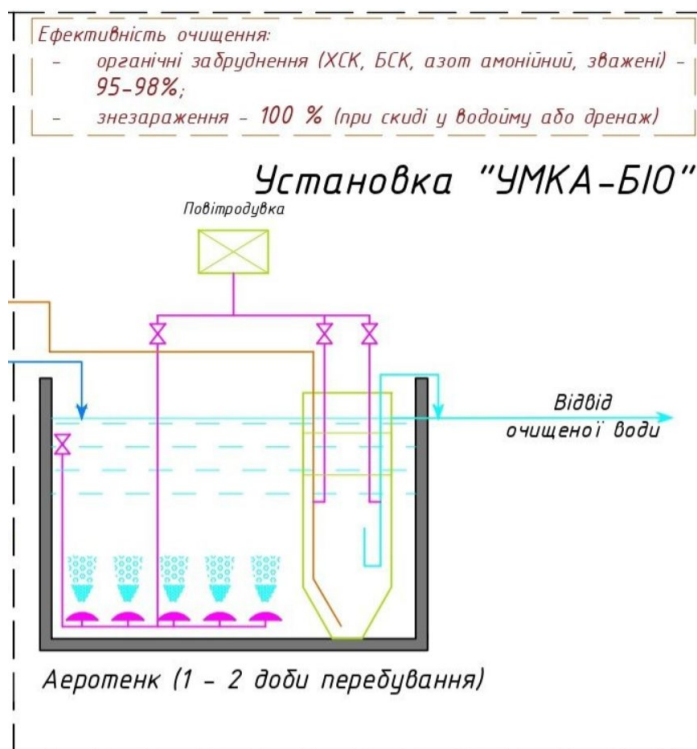 Ефективність очищення:
- органічні забруднення (ХСК, БСК, азот амонійний, зважені) -
95-98%;
- знезараження - 100 % (при скиді у водойму або дренаж)
Установка "УМКА-БІО"
Повітродувка
Відвід
очищеної води
Аеротенк (1 - 2 доби перебування)